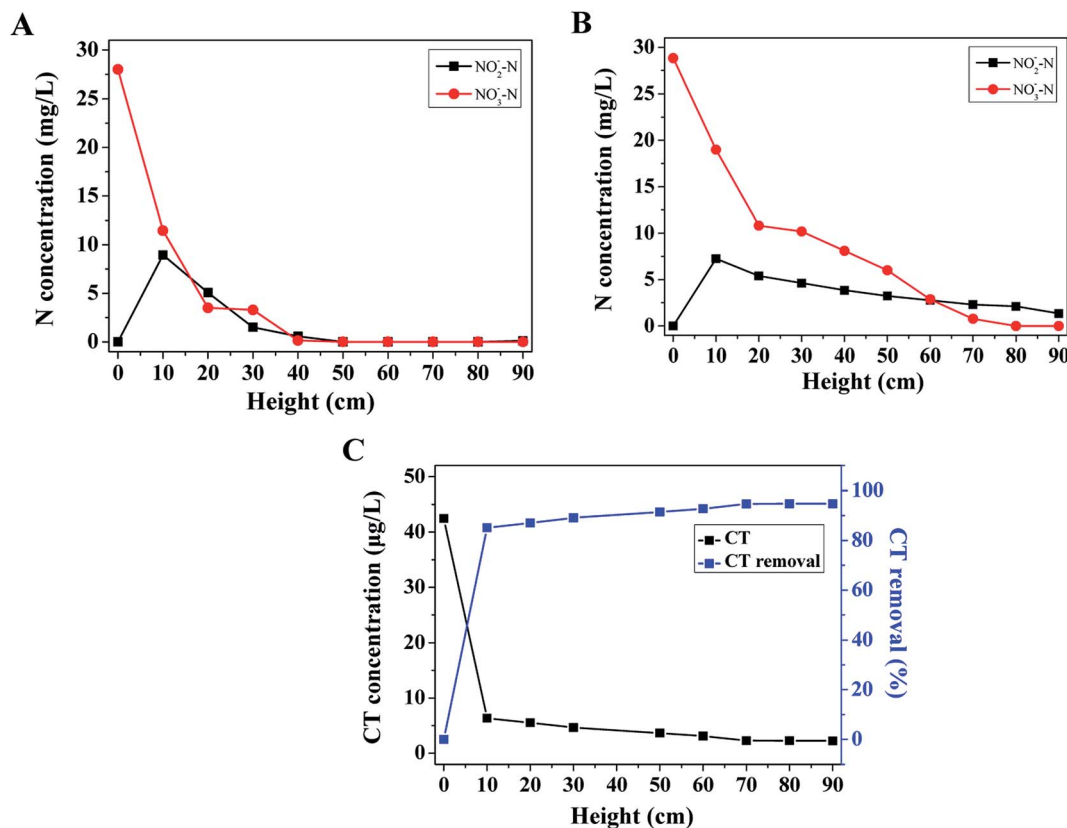 A
N concentration (mg/L)
30
25
20
15
10
5
0
NO₂⁻-N
NO₃⁻-N
0 10 20 30 40 50 60 70 80 90
Height (cm)
B
N concentration (mg/L)
30
25
20
15
10
5
0
NO₂⁻-N
NO₃⁻-N
0 10 20 30 40 50 60 70 80 90
Height (cm)
C
CT concentration (μg/L)
50
40
30
20
10
0
CT
CT removal
100
80
60
40
20
0
CT removal (%)
0 10 20 30 40 50 60 70 80 90
Height (cm)